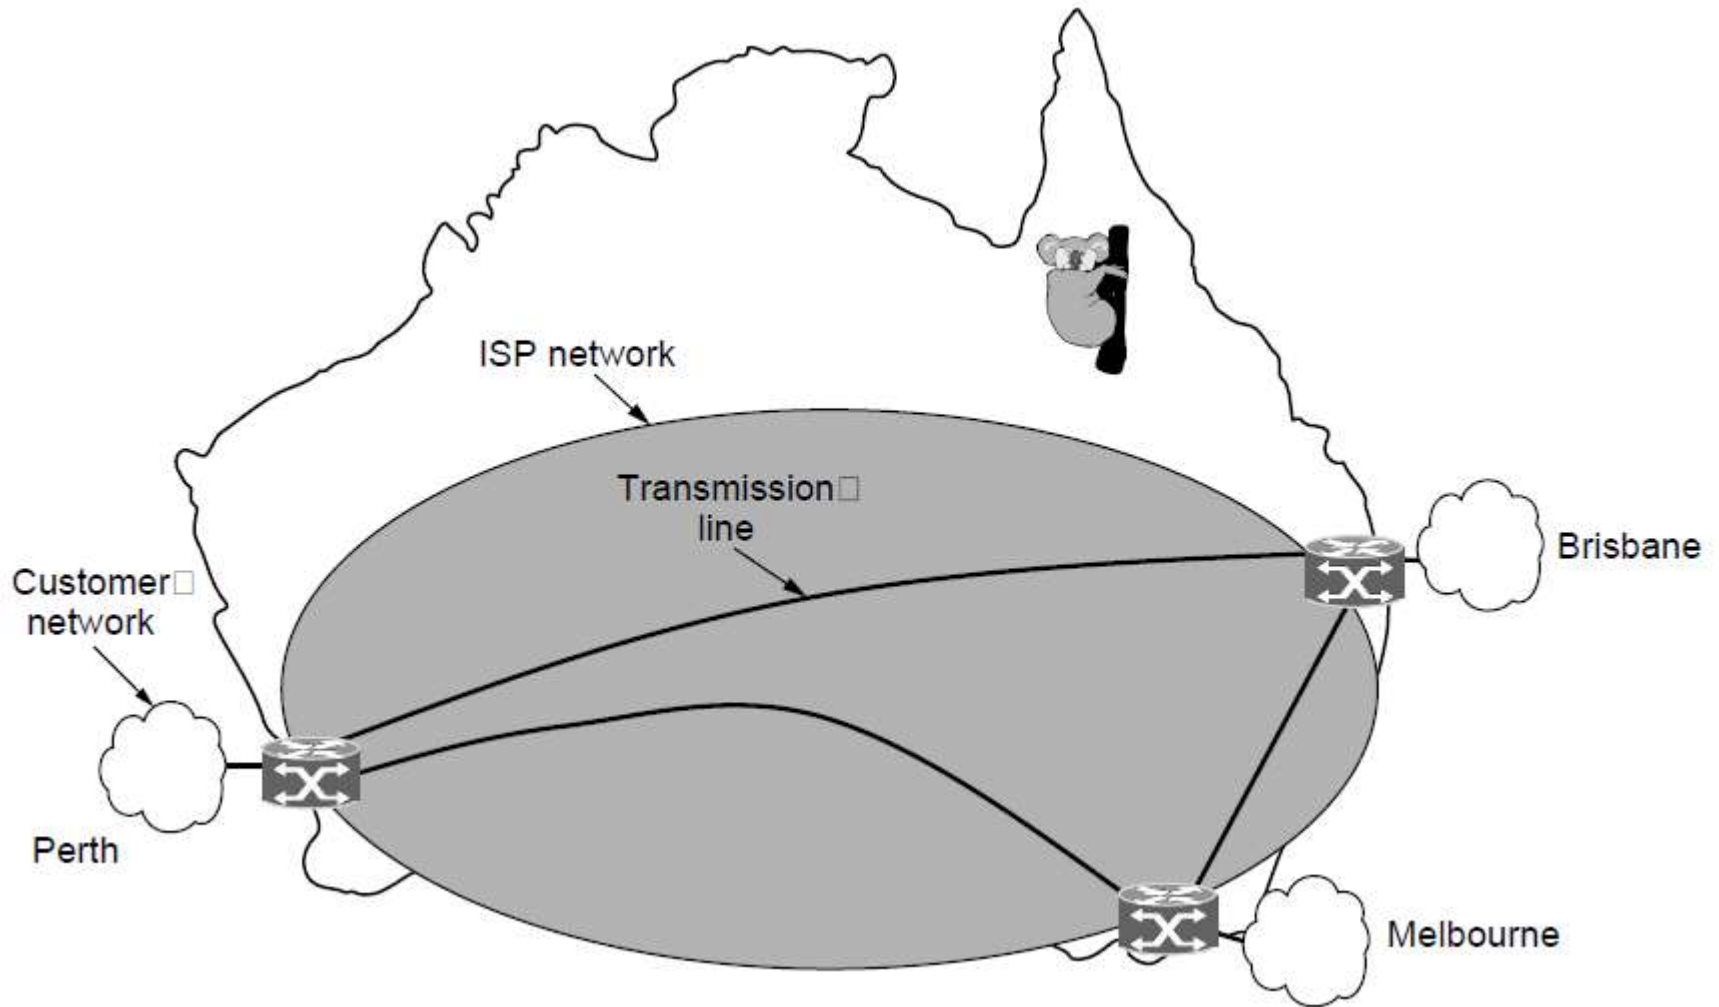 ISP network
Transmission□
line
Brisbane
Customer□
network
Perth
Melbourne